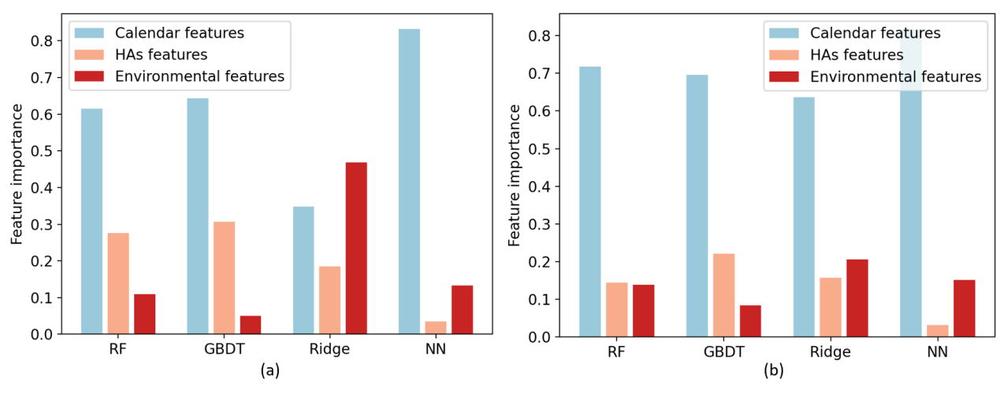 Calendar features
HAs features
Environmental features
Feature importance
0.8
0.7
0.6
0.5
0.4
0.3
0.2
0.1
0.0
RF GBDT Ridge NN
(a)
Calendar features
HAs features
Environmental features
Feature importance
0.8
0.7
0.6
0.5
0.4
0.3
0.2
0.1
0.0
RF GBDT Ridge NN
(b)